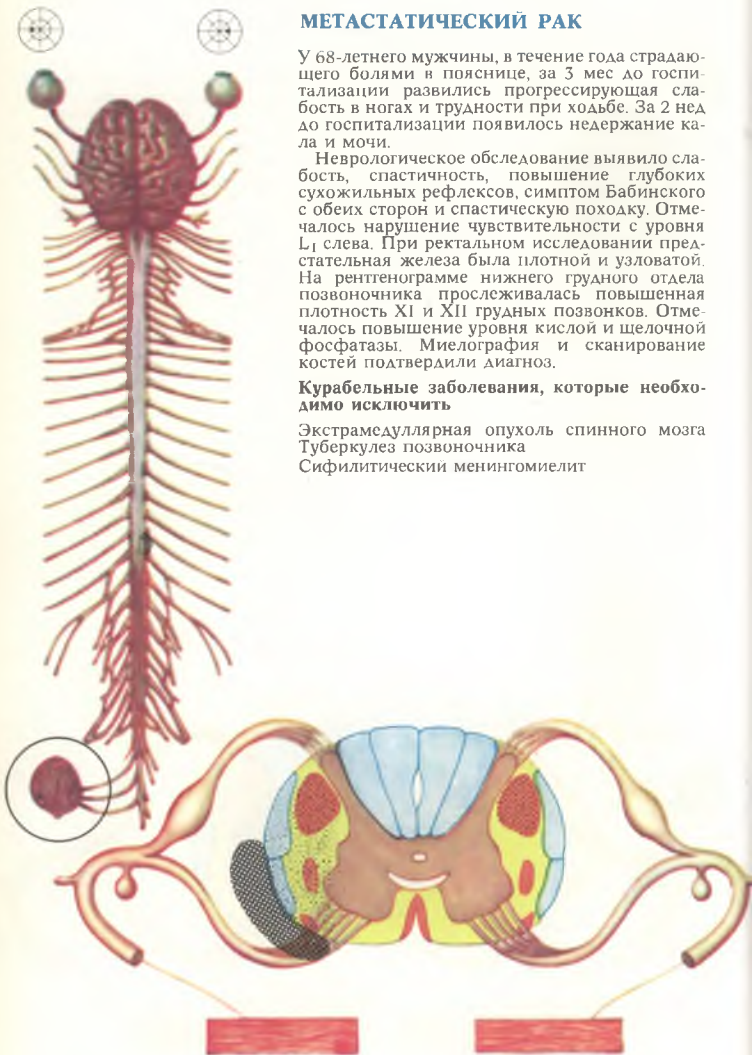 МЕТАСТАТИЧЕСКИЙ РАК
У 68-летнего мужчины, в течение года страдаю-
щего болями в пояснице, за 3 мес до госпи-
тализации развились прогрессирующая сла-
бость в ногах и трудности при ходьбе. За 2 нед
до госпитализации появилось недержание ка-
ла и мочи.
Неврологическое обследование выявило сла-
бость, спастичность, повышение глубоких
сухожильных рефлексов, симптом Бабинского
с обеих сторон и спастическую походку. Отме-
чалось нарушение чувствительности с уровня
L₁ слева. При ректальном исследовании пред-
стательная железа была плотной и узловатой.
На рентгенограмме нижнего грудного отдела
позвоночника прослеживалась повышенная
плотность XI и XII грудных позвонков. Отме-
чалось повышение уровня кислой и щелочной
фосфатазы. Миелография и сканирование
костей подтвердили диагноз.
Курабельные заболевания, которые необхо-
димо исключить
Экстрамедуллярная опухоль спинного мозга
Туберкулез позвоночника
Сифилитический менингомиелит